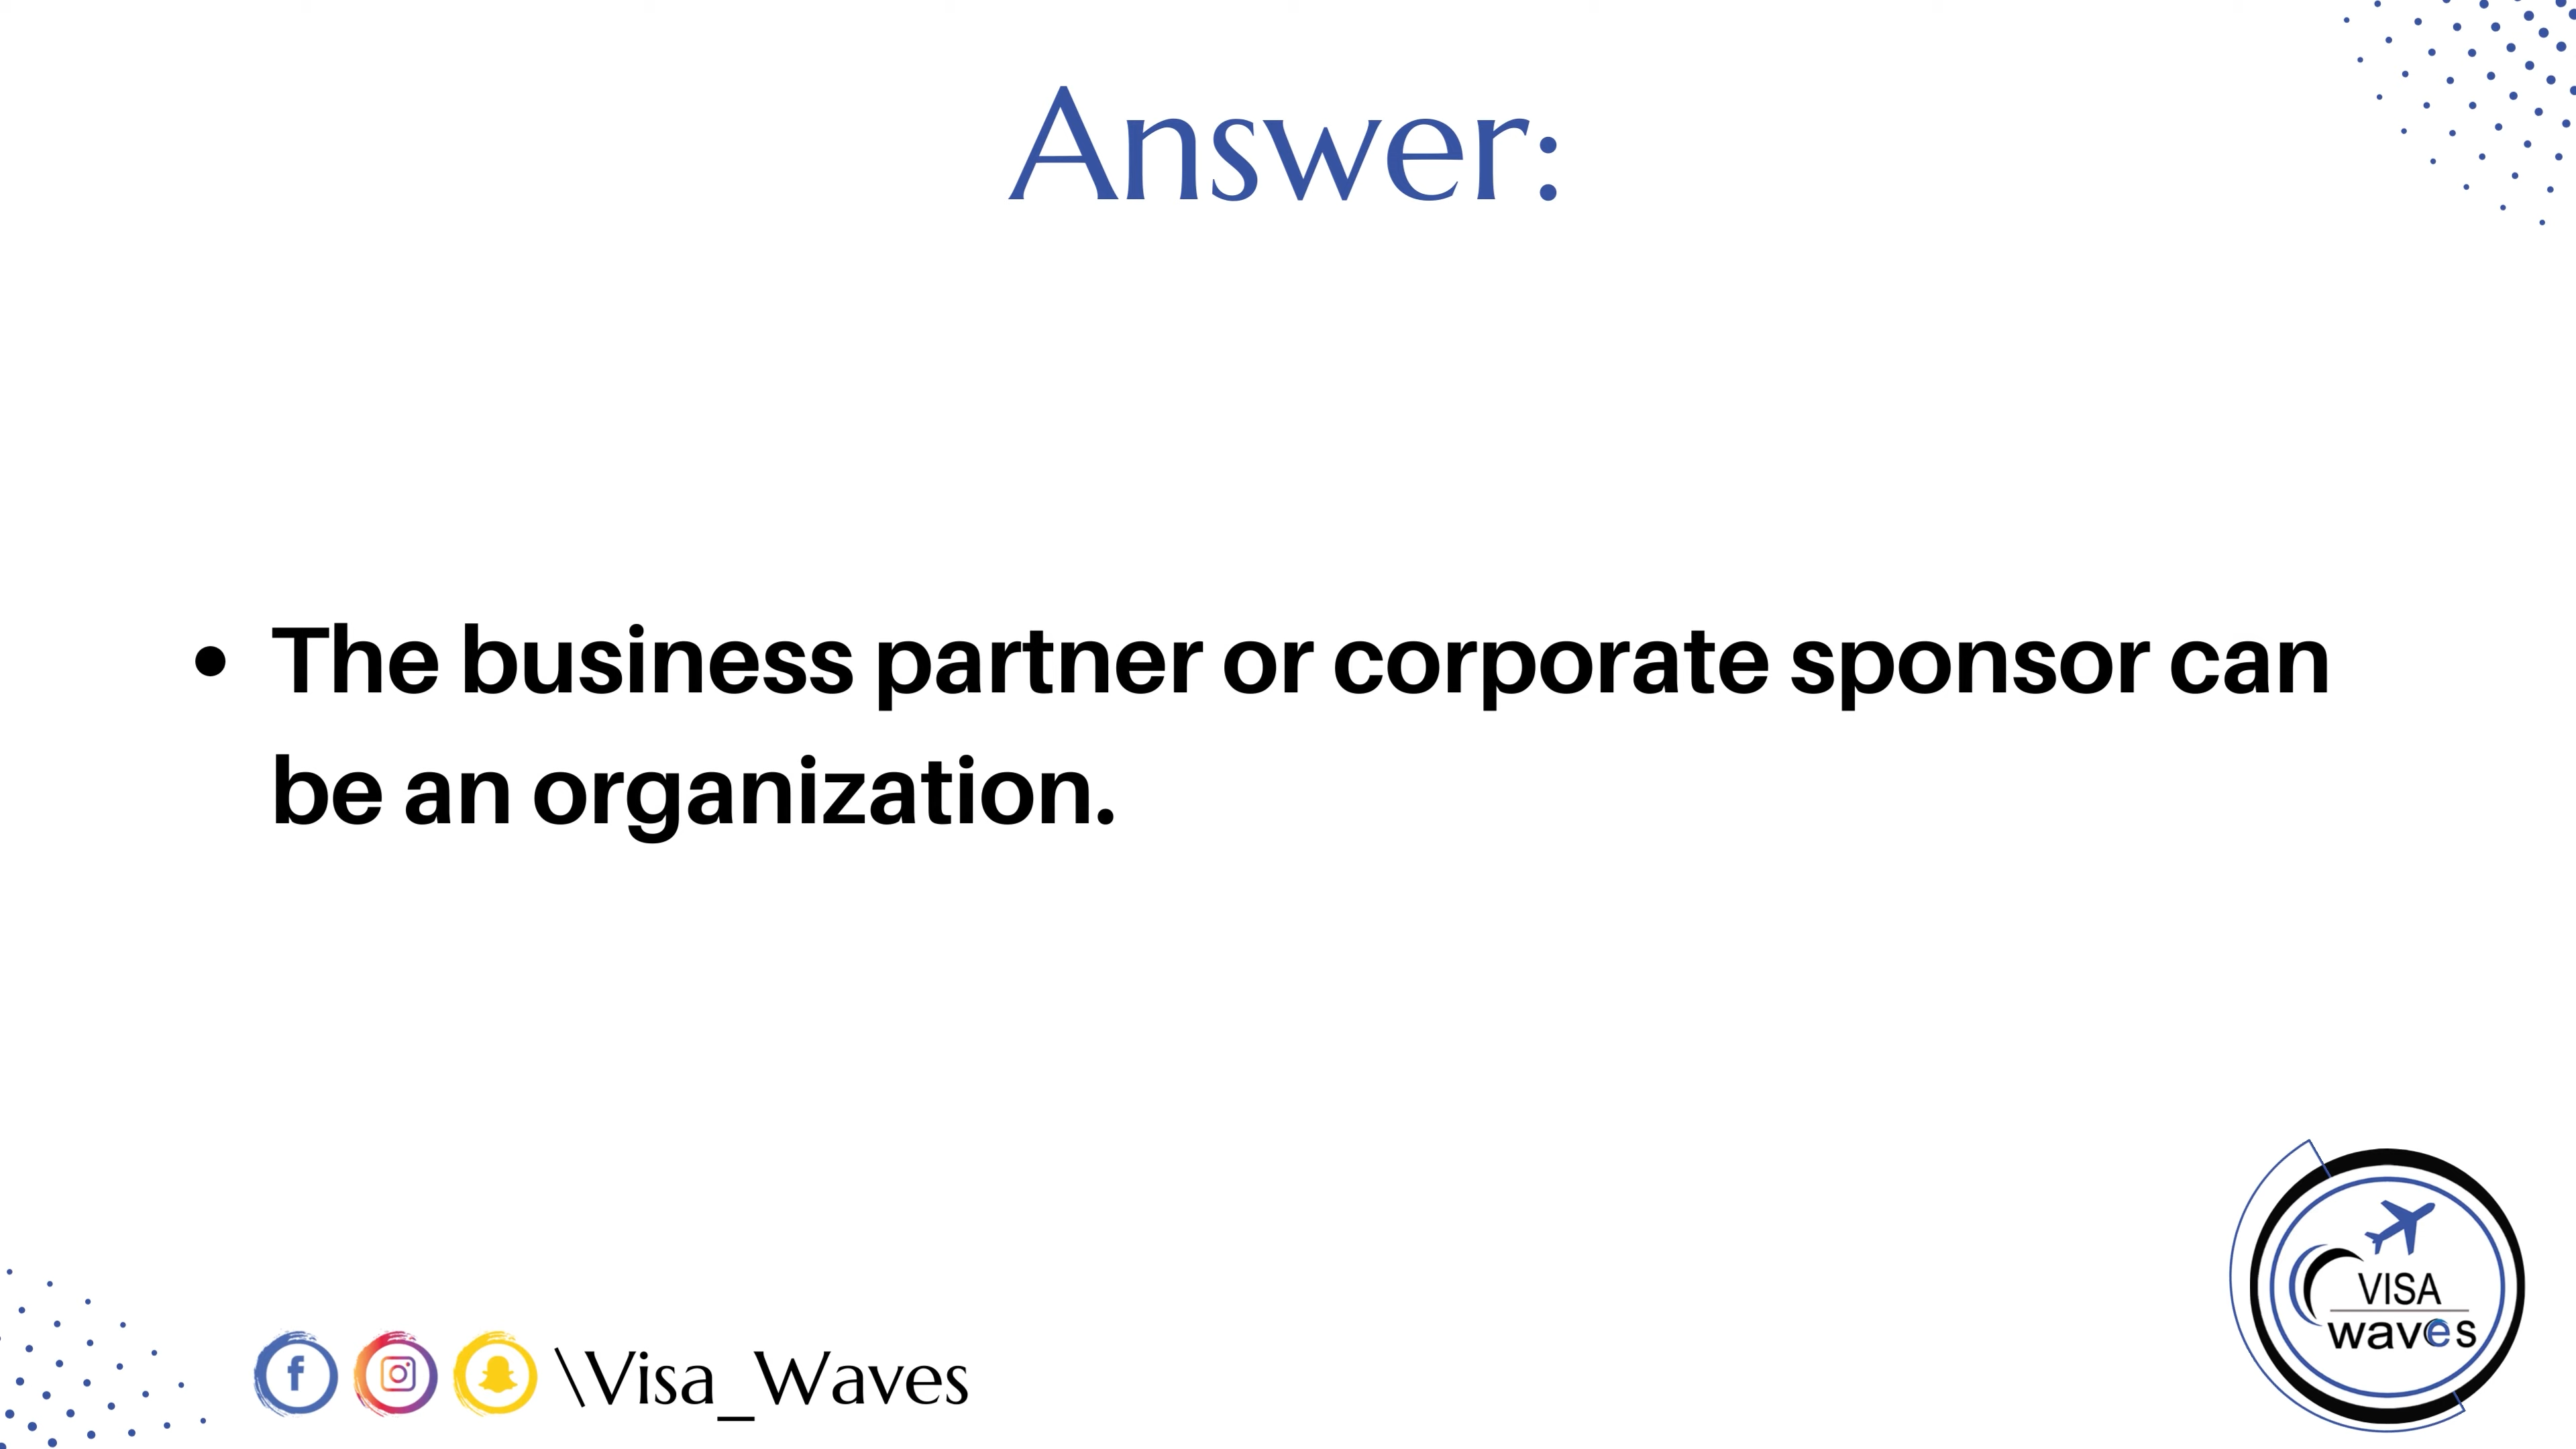 Answer:
• The business partner or corporate sponsor can
be an organization.
\Visa_Waves
VISA
waves